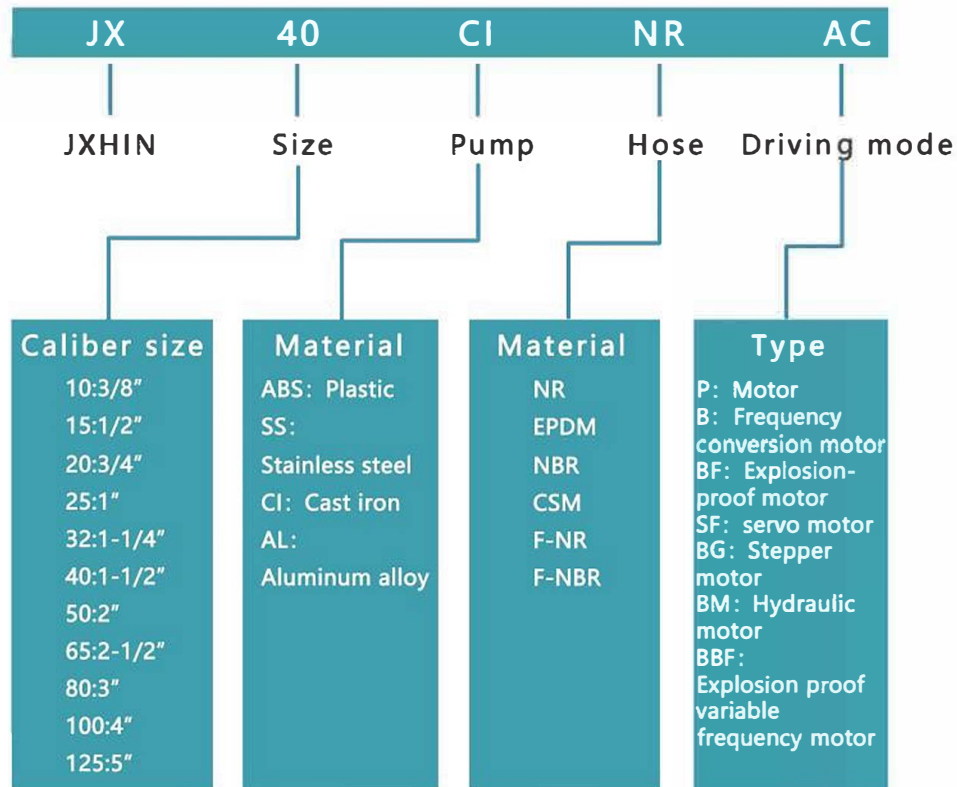 JX 40 CI NR AC
JXHIN Size Pump Hose Driving mode
Caliber size
10:3/8"
15:1/2"
20:3/4"
25:1"
32:1-1/4"
40:1-1/2"
50:2"
65:2-1/2"
80:3"
100:4"
125:5"
Material
ABS: Plastic
SS:
Stainless steel
CI: Cast iron
AL:
Aluminum alloy
Material
NR
EPDM
NBR
CSM
F-NR
F-NBR
Type
P: Motor
B: Frequency
conversion motor
BF: Explosion-
proof motor
SF: servo motor
BG: Stepper
motor
BM: Hydraulic
motor
BBF:
Explosion proof
variable
frequency motor